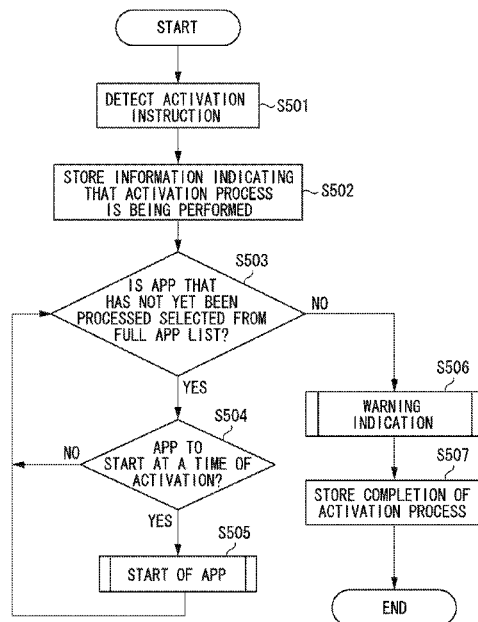 START
DETECT ACTIVATION
INSTRUCTION
S501
STORE INFORMATION INDICATING
THAT ACTIVATION PROCESS
IS BEING PERFORMED
S502
S503
IS APP THAT
HAS NOT YET BEEN
PROCESSED SELECTED FROM
FULL APP LIST?
NO
YES
S504
APP TO
START AT A TIME OF
ACTIVATION?
NO
YES
S505
START OF APP
S506
WARNING
INDICATION
S507
STORE COMPLETION OF
ACTIVATION PROCESS
END